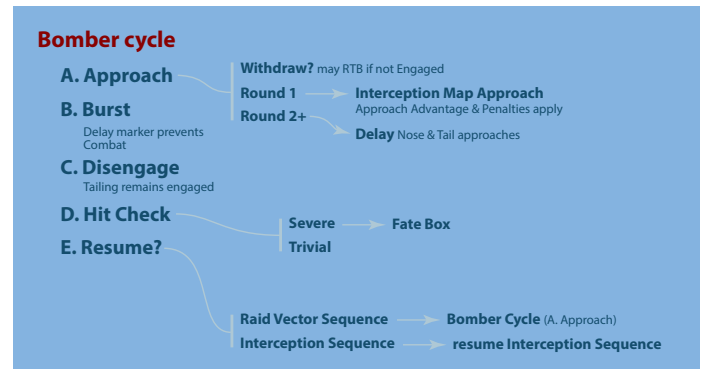 Bomber cycle
A. Approach
Withdraw? may RTB if not Engaged
Round 1
Interception Map Approach
Approach Advantage & Penalties apply
Round 2+
Delay Nose & Tail approaches
B. Burst
Delay marker prevents
Combat
C. Disengage
Tailing remains engaged
D. Hit Check
Severe
Fate Box
Trivial
E. Resume?
Raid Vector Sequence
Bomber Cycle (A. Approach)
Interception Sequence
resume Interception Sequence